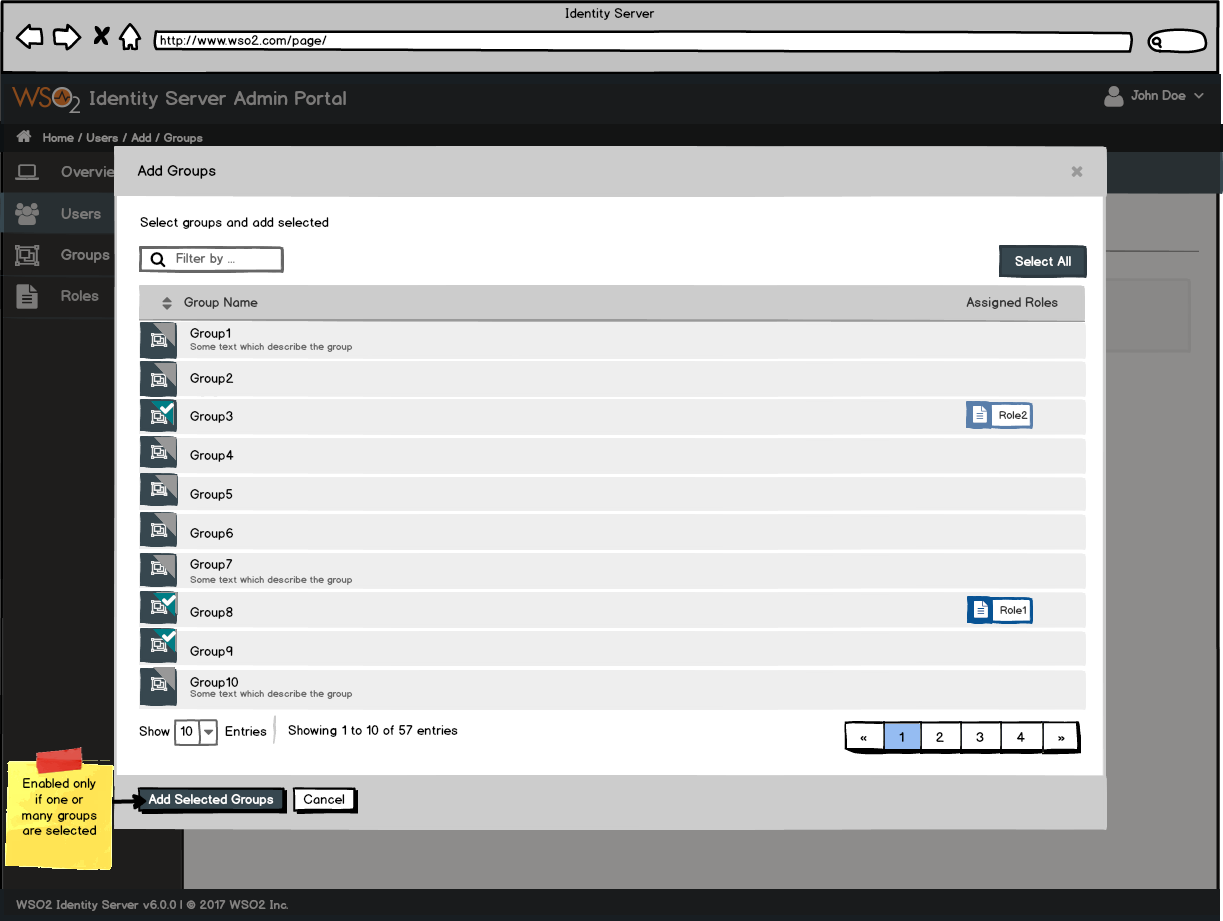 Identity Server
http://www.wso2.com/page/
WSO2 Identity Server Admin Portal
John Doe
Home / Users / Add / Groups
Overvie
Users
Groups
Roles
Add Groups
Select groups and add selected
Filter by ...
Select All
Group Name
Assigned Roles
Group1
Some text which describe the group
Group2
Group3
Role2
Group4
Group5
Group6
Group7
Some text which describe the group
Group8
Role1
Group9
Group10
Some text which describe the group
Show 10 Entries
Showing 1 to 10 of 57 entries
« 1 2 3 4 »
Enabled only
if one or
many groups
are selected
Add Selected Groups
Cancel
WSO2 Identity Server v6.0.0 | © 2017 WSO2 Inc.